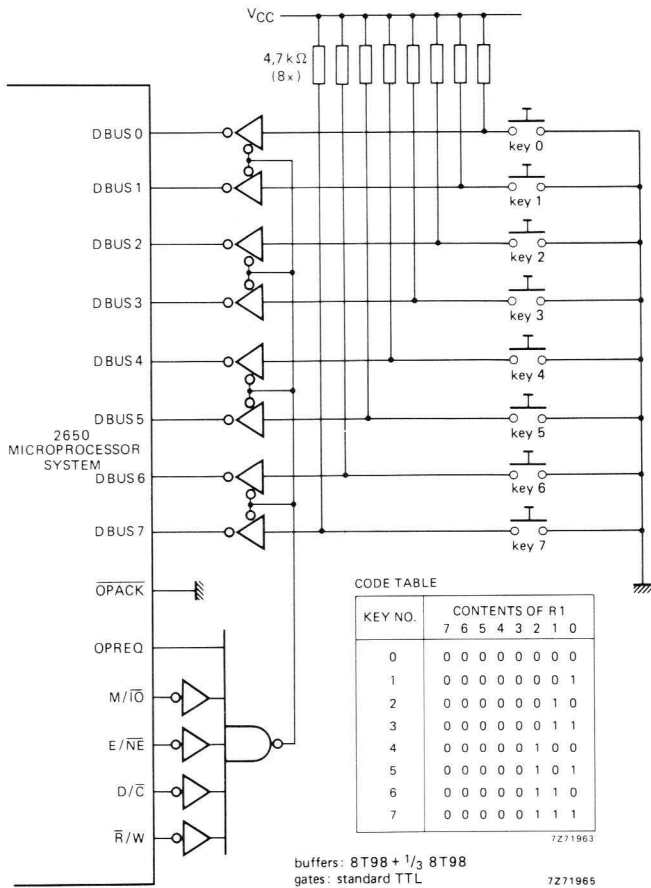 VCC
4,7 kΩ
(8x)
DBUS 0
key 0
DBUS 1
key 1
DBUS 2
key 2
DBUS 3
key 3
DBUS 4
key 4
DBUS 5
key 5
2650
MICROPROCESSOR
SYSTEM
DBUS 6
key 6
DBUS 7
key 7
OPACK
OPREQ
M/IO
E/NE
D/C
R/W
CODE TABLE
KEY NO. CONTENTS OF R1
7 6 5 4 3 2 1 0
0 0 0 0 0 0 0 0 0
1 0 0 0 0 0 0 0 1
2 0 0 0 0 0 0 1 0
3 0 0 0 0 0 0 1 1
4 0 0 0 0 0 1 0 0
5 0 0 0 0 0 1 0 1
6 0 0 0 0 0 1 1 0
7 0 0 0 0 0 1 1 1
7Z71963
buffers: 8T98 + 1/3 8T98
gates: standard TTL
7Z71965